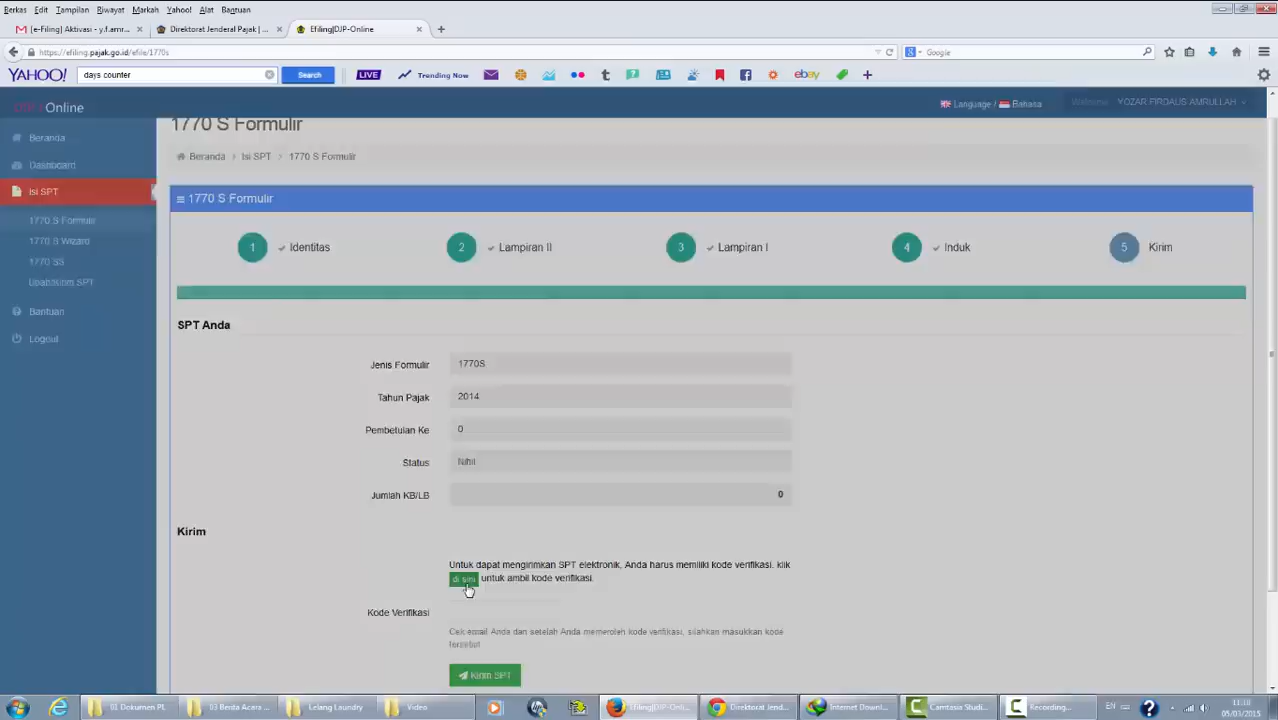 Berkas Edit Tampilan Riwayat Markah Yahoo! Alat Bantuan
[e-Filing] Aktivasi - y.f.amr...
Direktorat Jenderal Pajak | ...
Efiling|DJP-Online
https://efiling.pajak.go.id/efile/1770s
Google
YAHOO!
days counter
Search
LIVE
Trending Now
ebay
DJP Online
Language / Bahasa
Welcome, YOZAR FIRDAUS AMRULLAH
Beranda
Dashboard
Isi SPT
1770 S Formulir
1770 S Wizard
1770 SS
Ubah/Kirim SPT
Bantuan
Logout
1770 S Formulir
Beranda > Isi SPT > 1770 S Formulir
1770 S Formulir
1 Identitas
2 Lampiran II
3 Lampiran I
4 Induk
5 Kirim
SPT Anda
Jenis Formulir 1770S
Tahun Pajak 2014
Pembetulan Ke 0
Status Nihil
Jumlah KB/LB 0
Kirim
Untuk dapat mengirimkan SPT elektronik, Anda harus memiliki kode verifikasi. klik
di sini untuk ambil kode verifikasi.
Kode Verifikasi
Cek email Anda dan setelah Anda memeroleh kode verifikasi, silahkan masukkan kode
tersebut
Kirim SPT
01 Dokumen PL
03 Berita Acara ...
Lelang Laundry
Video
Efiling|DJP-Onli...
Direktorat Jend...
Internet Downl...
Camtasia Studi...
Recording...
EN
11:10
05/03/2015